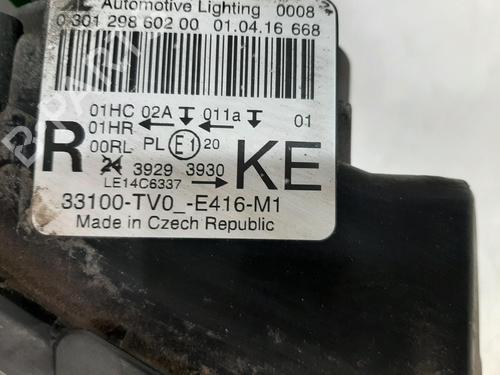 Automotive Lighting 0008
0 301 298 602 00 01.04.16 668
01HC 02A 011a 01
01HR
R 00RL PL E1 20 KE
24 3929 3930
LE14C6337
33100-TV0_-E416-M1
Made in Czech Republic